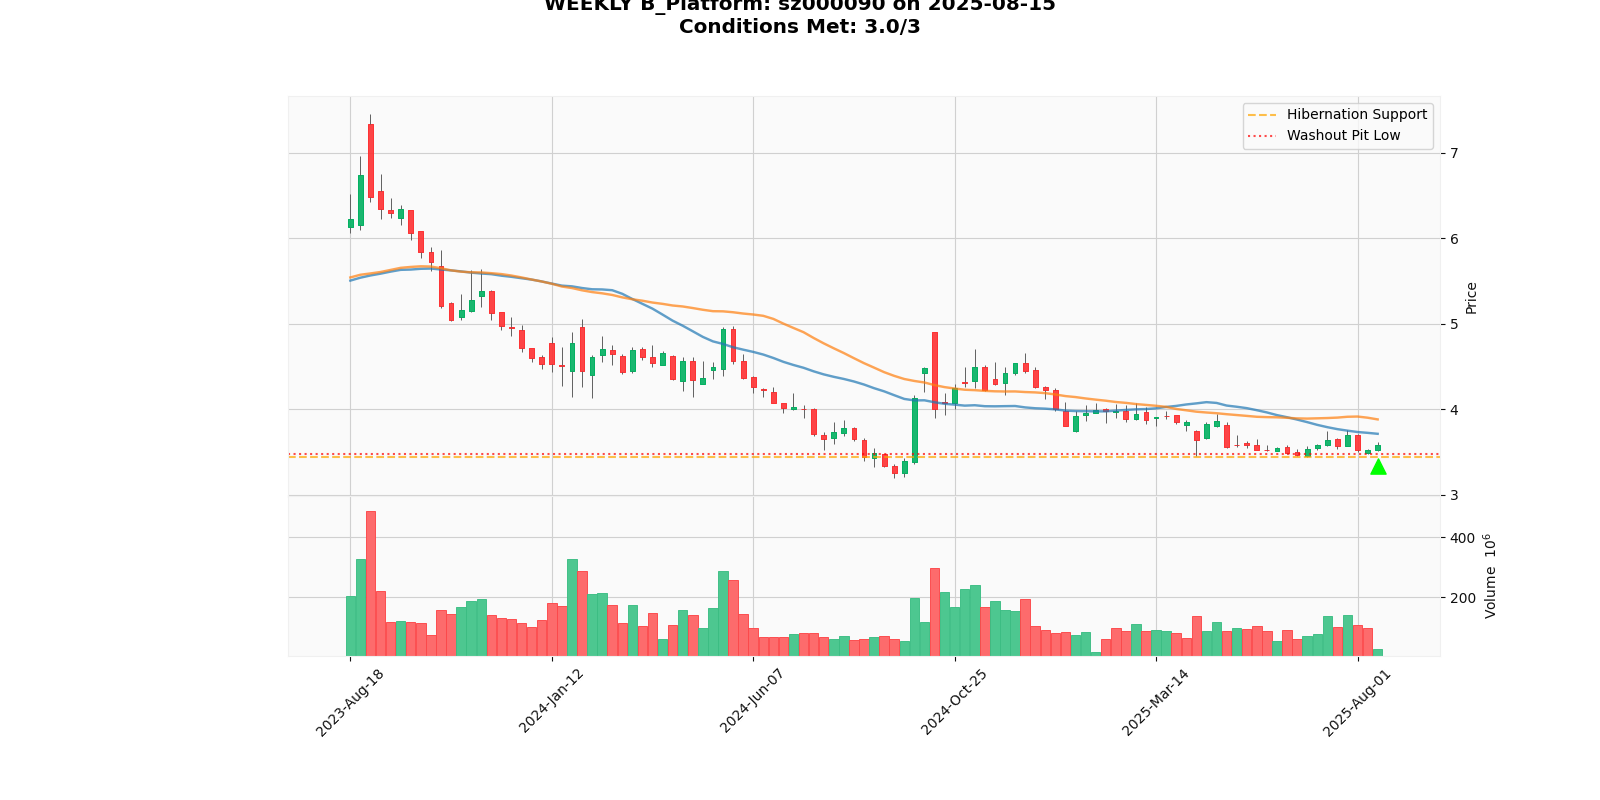 WEEKLY B_Platform: sz000090 on 2025-08-15
Conditions Met: 3.0/3
Hibernation Support
Washout Pit Low
7
6
5
4
3
Price
400
200
Volume 10⁶
2023-Aug-18
2024-Jan-12
2024-Jun-07
2024-Oct-25
2025-Mar-14
2025-Aug-01